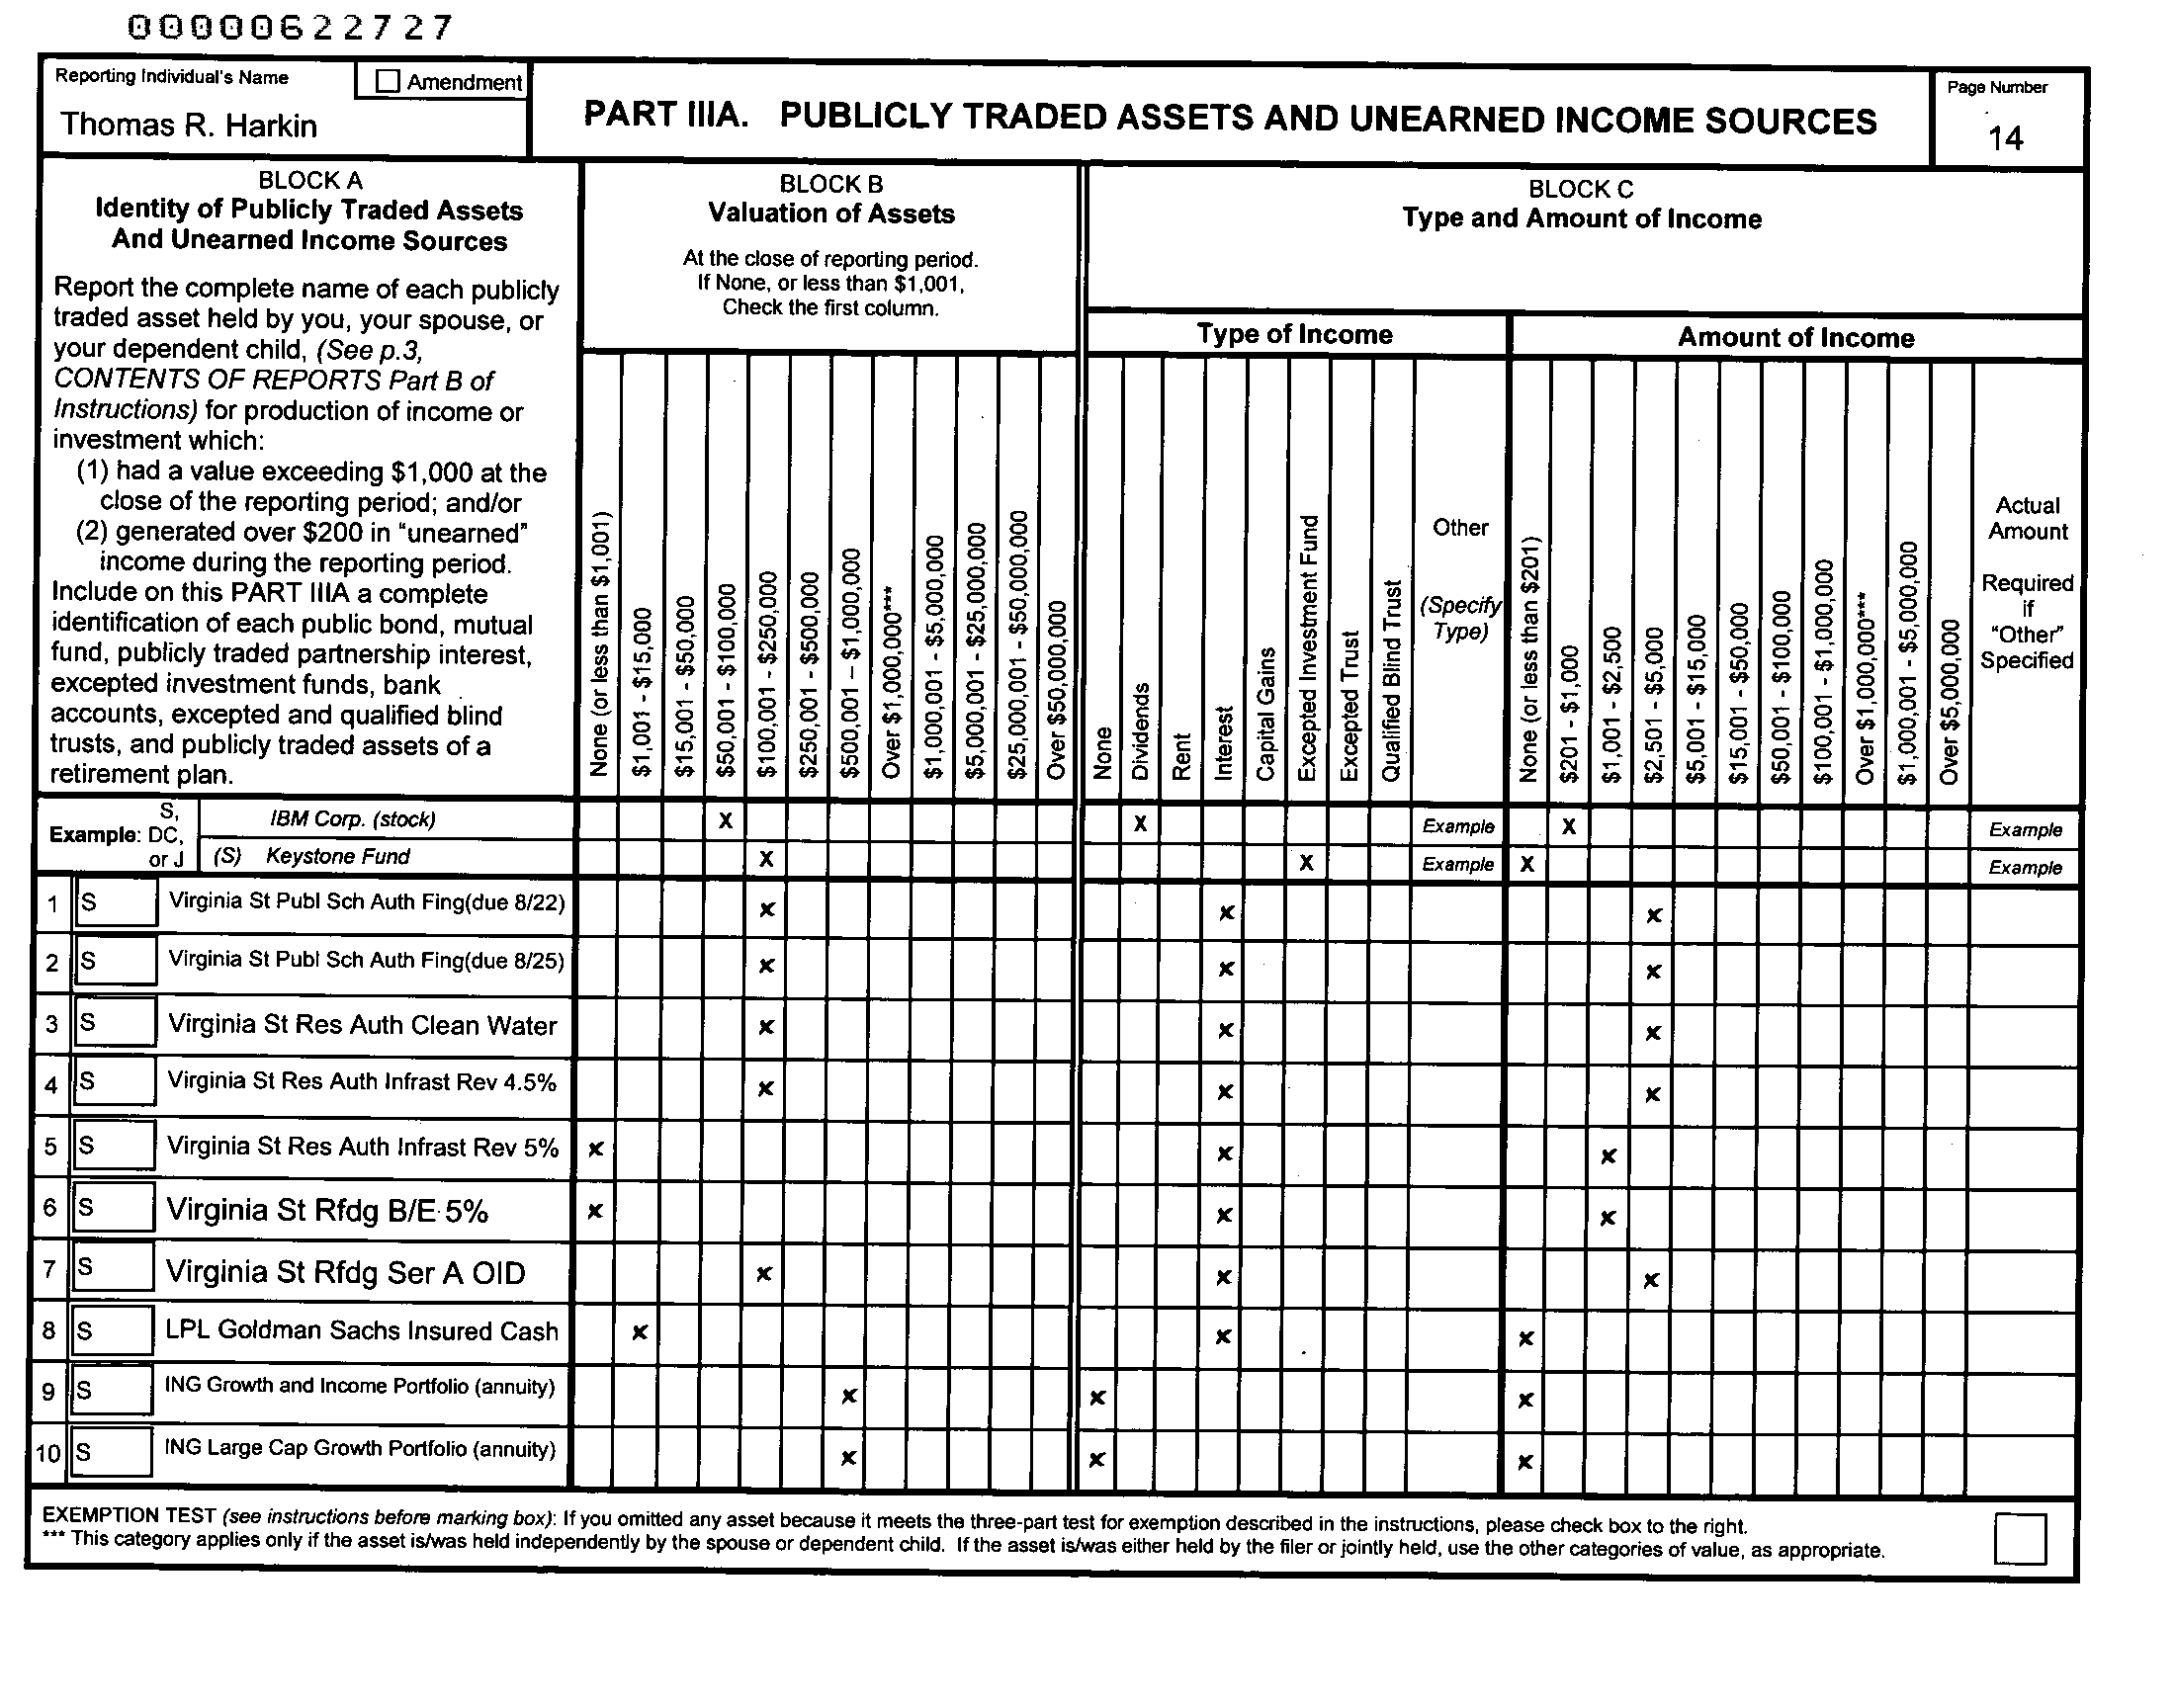 00000622727
Reporting Individual's Name
Amendment
Thomas R. Harkin
PART IIIA. PUBLICLY TRADED ASSETS AND UNEARNED INCOME SOURCES
Page Number
14
BLOCK A
Identity of Publicly Traded Assets
And Unearned Income Sources
Report the complete name of each publicly
traded asset held by you, your spouse, or
your dependent child, (See p.3,
CONTENTS OF REPORTS Part B of
Instructions) for production of income or
investment which:
(1) had a value exceeding $1,000 at the
close of the reporting period; and/or
(2) generated over $200 in "unearned"
income during the reporting period.
Include on this PART IIIA a complete
identification of each public bond, mutual
fund, publicly traded partnership interest,
excepted investment funds, bank
accounts, excepted and qualified blind
trusts, and publicly traded assets of a
retirement plan.
BLOCK B
Valuation of Assets
At the close of reporting period.
If None, or less than $1,001,
Check the first column.
BLOCK C
Type and Amount of Income
Type of Income
Amount of Income
None (or less than $1,001)
$1,001 - $15,000
$15,001 - $50,000
$50,001 - $100,000
$100,001 - $250,000
$250,001 - $500,000
$500,001 – $1,000,000
Over $1,000,000***
$1,000,001 - $5,000,000
$5,000,001 - $25,000,000
$25,000,001 - $50,000,000
Over $50,000,000
None
Dividends
Rent
Interest
Capital Gains
Excepted Investment Fund
Excepted Trust
Qualified Blind Trust
Other
(Specify
Type)
None (or less than $201)
$201 - $1,000
$1,001 - $2,500
$2,501 - $5,000
$5,001 - $15,000
$15,001 - $50,000
$50,001 - $100,000
$100,001 - $1,000,000
Over $1,000,000***
$1,000,001 - $5,000,000
Over $5,000,000
Actual
Amount
Required
if
"Other"
Specified
Example: S, DC, or J
IBM Corp. (stock) X X Example X Example
(S) Keystone Fund X X Example X Example
1 S Virginia St Publ Sch Auth Fing(due 8/22) x x x
2 S Virginia St Publ Sch Auth Fing(due 8/25) x x x
3 S Virginia St Res Auth Clean Water x x x
4 S Virginia St Res Auth Infrast Rev 4.5% x x x
5 S Virginia St Res Auth Infrast Rev 5% x x x
6 S Virginia St Rfdg B/E 5% x x x
7 S Virginia St Rfdg Ser A OID x x x
8 S LPL Goldman Sachs Insured Cash x x x
9 S ING Growth and Income Portfolio (annuity) x x x
10 S ING Large Cap Growth Portfolio (annuity) x x x
EXEMPTION TEST (see instructions before marking box): If you omitted any asset because it meets the three-part test for exemption described in the instructions, please check box to the right.
*** This category applies only if the asset is/was held independently by the spouse or dependent child. If the asset is/was either held by the filer or jointly held, use the other categories of value, as appropriate.